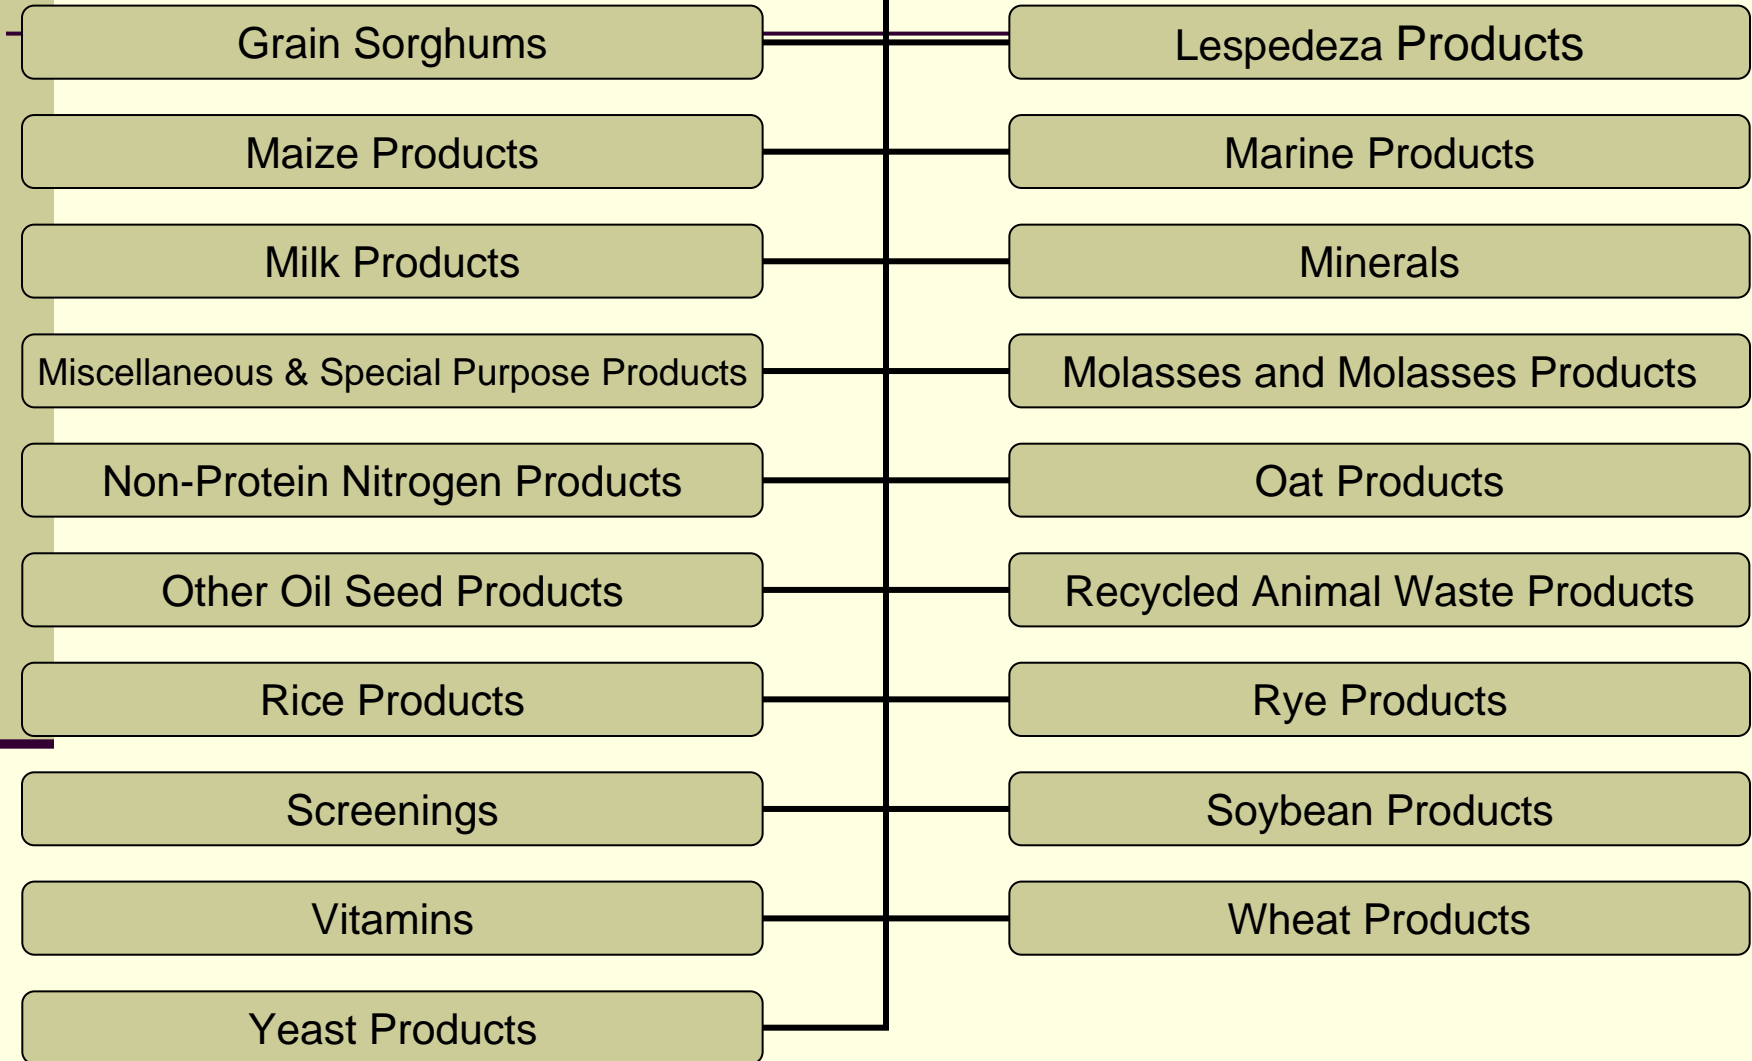 Grain Sorghums
Lespedeza Products
Maize Products
Marine Products
Milk Products
Minerals
Miscellaneous & Special Purpose Products
Molasses and Molasses Products
Non-Protein Nitrogen Products
Oat Products
Other Oil Seed Products
Recycled Animal Waste Products
Rice Products
Rye Products
Screenings
Soybean Products
Vitamins
Wheat Products
Yeast Products